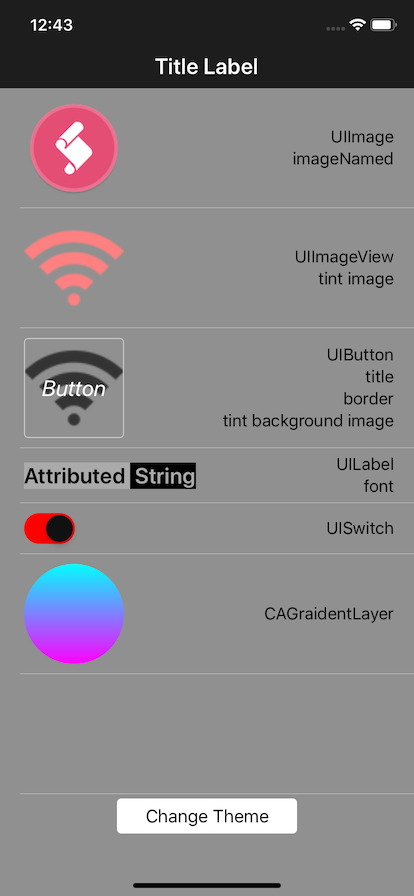 12:43
Title Label
UIImage
imageNamed
UIImageView
tint image
Button
UIButton
title
border
tint background image
Attributed String
UILabel
font
UISwitch
CAGraidentLayer
Change Theme